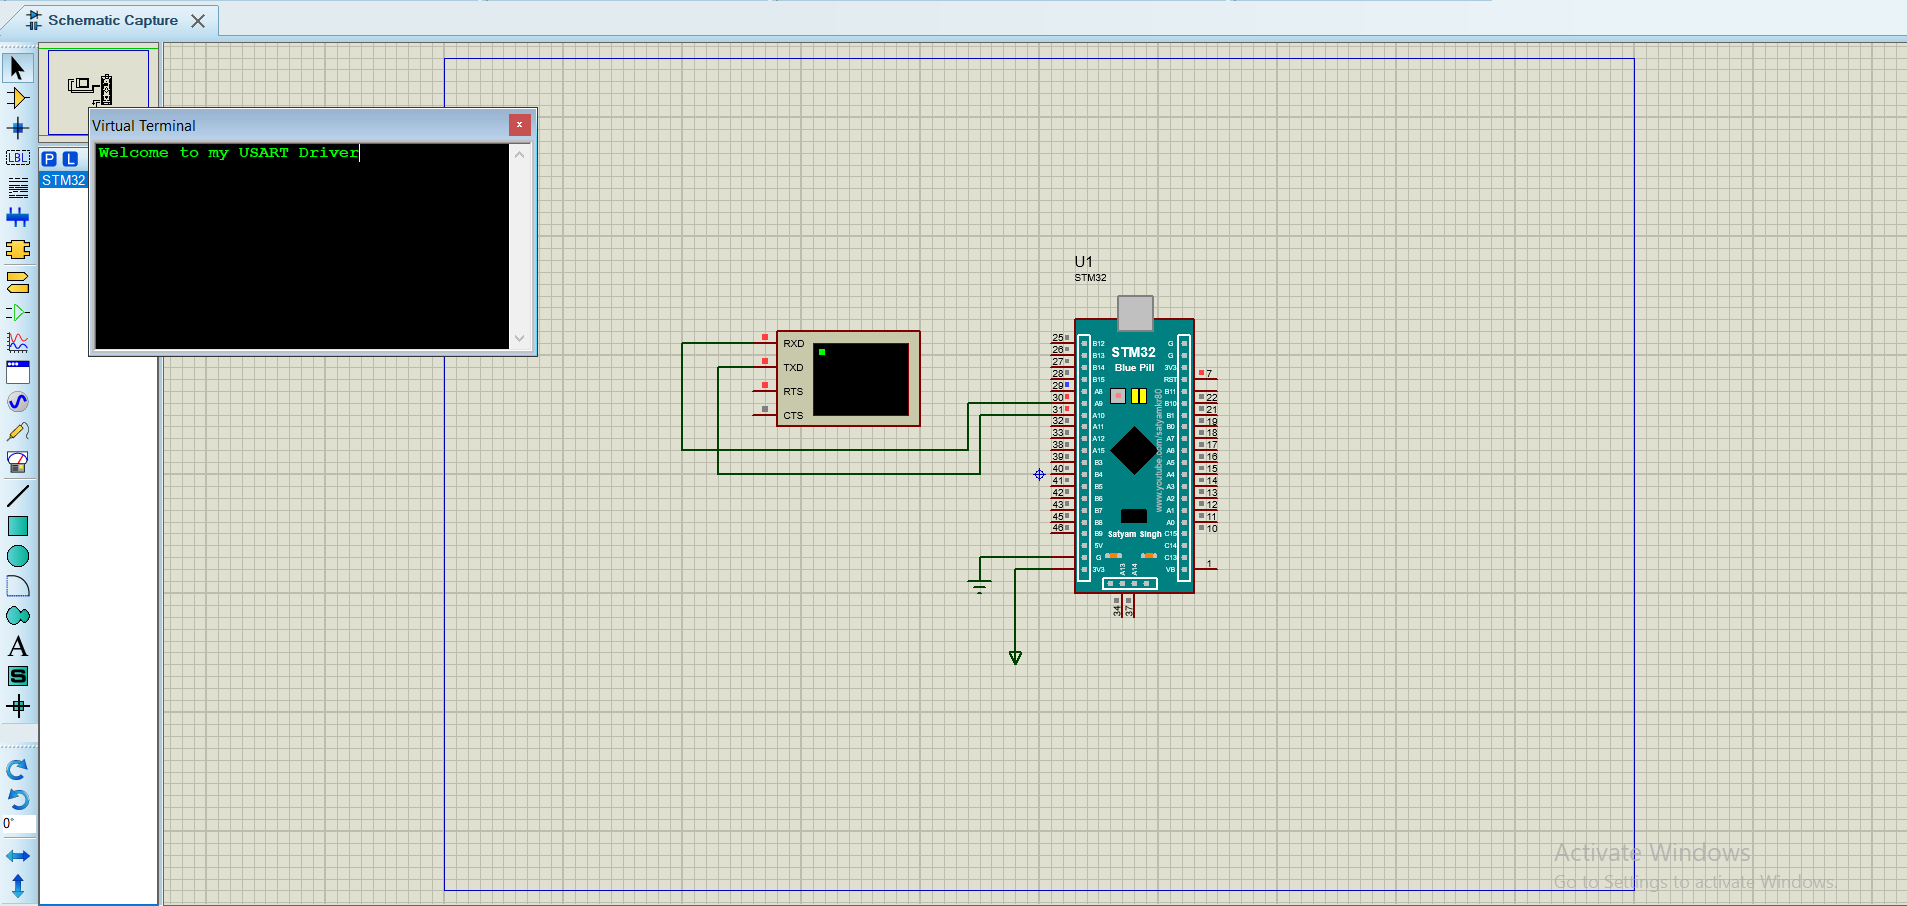 Schematic Capture
LBL
P L
STM32
Virtual Terminal
Welcome to my USART Driver
A
S
0°
RXD
TXD
RTS
CTS
U1
STM32
STM32
Blue Pill
www.youtube.com/satyamkr80
Satyam Singh
25 B12
26 B13
27 B14
28 B15
29 A8
30 A9
31 A10
32 A11
33 A12
38 A15
39 B3
40 B4
41 B5
42 B6
43 B7
45 B8
46 B9
5V
G
3V3
G
G
3V3
RST 7
B11 22
B10 21
B1 19
B0 18
A7 17
A6 16
A5 15
A4 14
A3 13
A2 12
A1 11
A0 10
C15
C14
C13
VB 1
A13
A14
34
37
Activate Windows
Go to Settings to activate Windows.